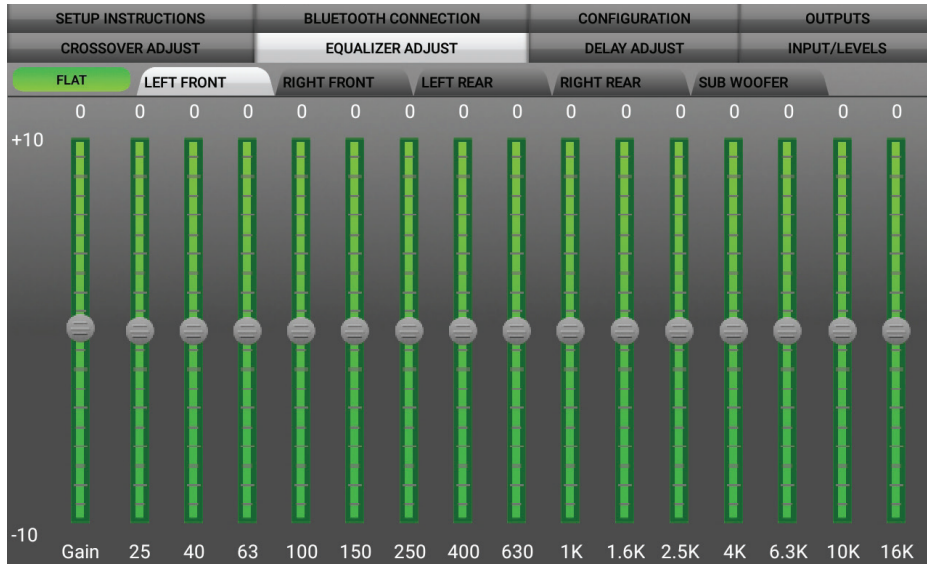 SETUP INSTRUCTIONS BLUETOOTH CONNECTION CONFIGURATION OUTPUTS
CROSSOVER ADJUST EQUALIZER ADJUST DELAY ADJUST INPUT/LEVELS
FLAT LEFT FRONT RIGHT FRONT LEFT REAR RIGHT REAR SUB WOOFER
0 0 0 0 0 0 0 0 0 0 0 0 0 0 0 0
+10
-10
Gain 25 40 63 100 150 250 400 630 1K 1.6K 2.5K 4K 6.3K 10K 16K